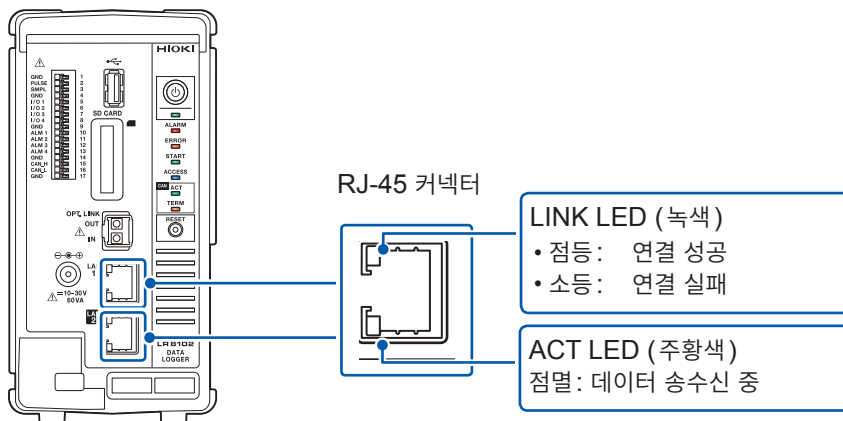 HIOKI
GND 1
PULSE 2
SMPL 3
GND 4
I/O 1 5
I/O 2 6
I/O 3 7
I/O 4 8
GND 9
ALM 1 10
ALM 2 11
ALM 3 12
ALM 4 13
GND 14
CAN_H 15
CAN_L 16
GND 17
SD CARD
ALARM
ERROR
START
ACCESS
CAN ACT
TERM
RESET
OPT. LINK
OUT
IN
LAN
1
10-30V
60VA
LAN
2
LR8102
DATA
LOGGER
RJ-45 커넥터
LINK LED (녹색)
• 점등: 연결 성공
• 소등: 연결 실패
ACT LED (주황색)
점멸: 데이터 송수신 중